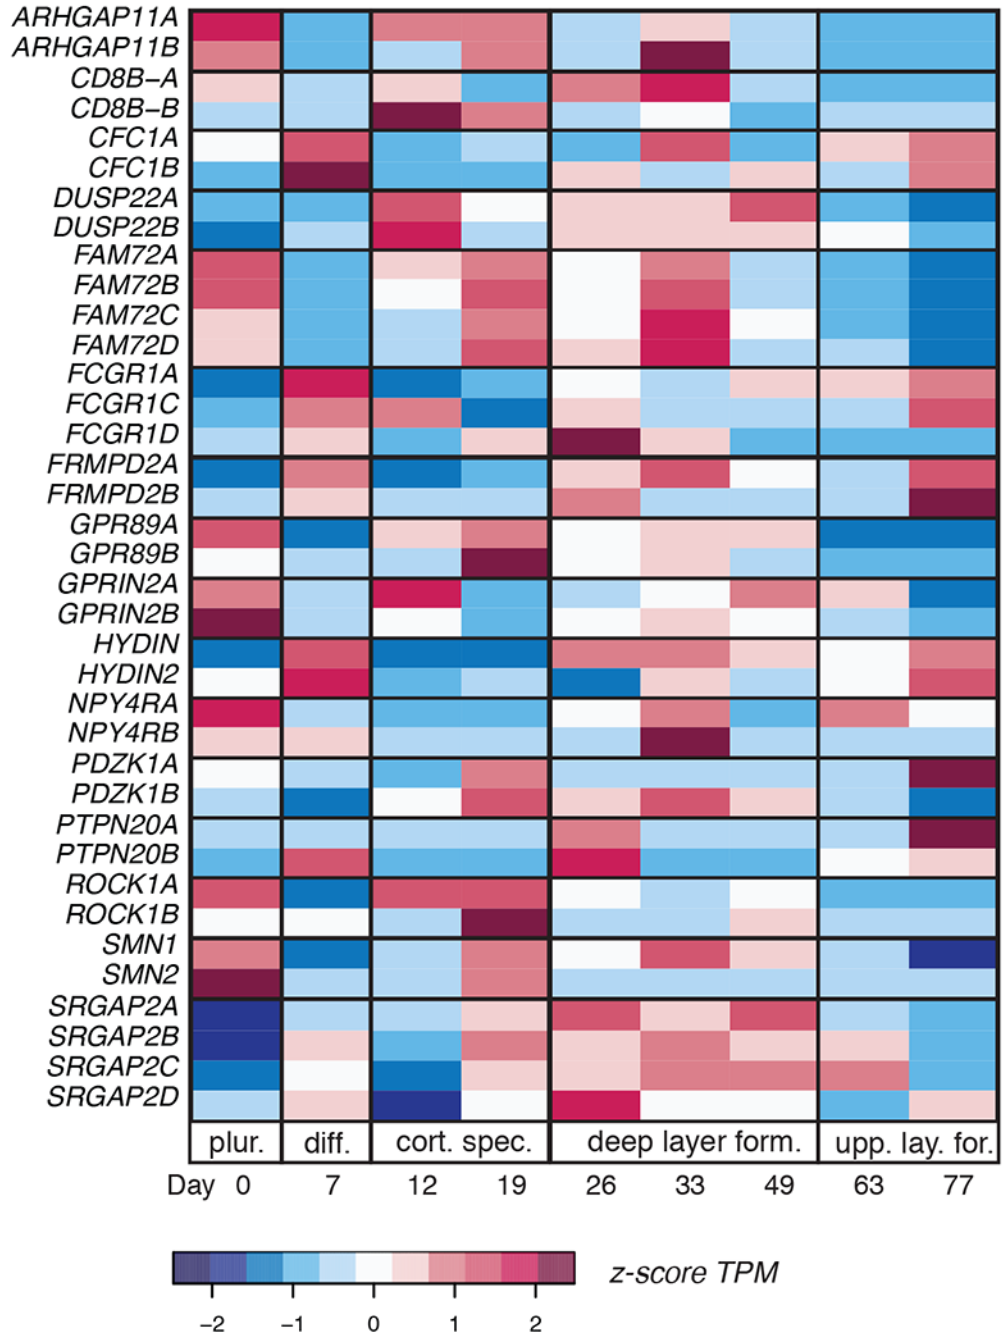 ARHGAP11A
ARHGAP11B
CD8B–A
CD8B–B
CFC1A
CFC1B
DUSP22A
DUSP22B
FAM72A
FAM72B
FAM72C
FAM72D
FCGR1A
FCGR1C
FCGR1D
FRMPD2A
FRMPD2B
GPR89A
GPR89B
GPRIN2A
GPRIN2B
HYDIN
HYDIN2
NPY4RA
NPY4RB
PDZK1A
PDZK1B
PTPN20A
PTPN20B
ROCK1A
ROCK1B
SMN1
SMN2
SRGAP2A
SRGAP2B
SRGAP2C
SRGAP2D
plur. diff. cort. spec. deep layer form. upp. lay. for.
Day 0 7 12 19 26 33 49 63 77
z-score TPM
−2 −1 0 1 2